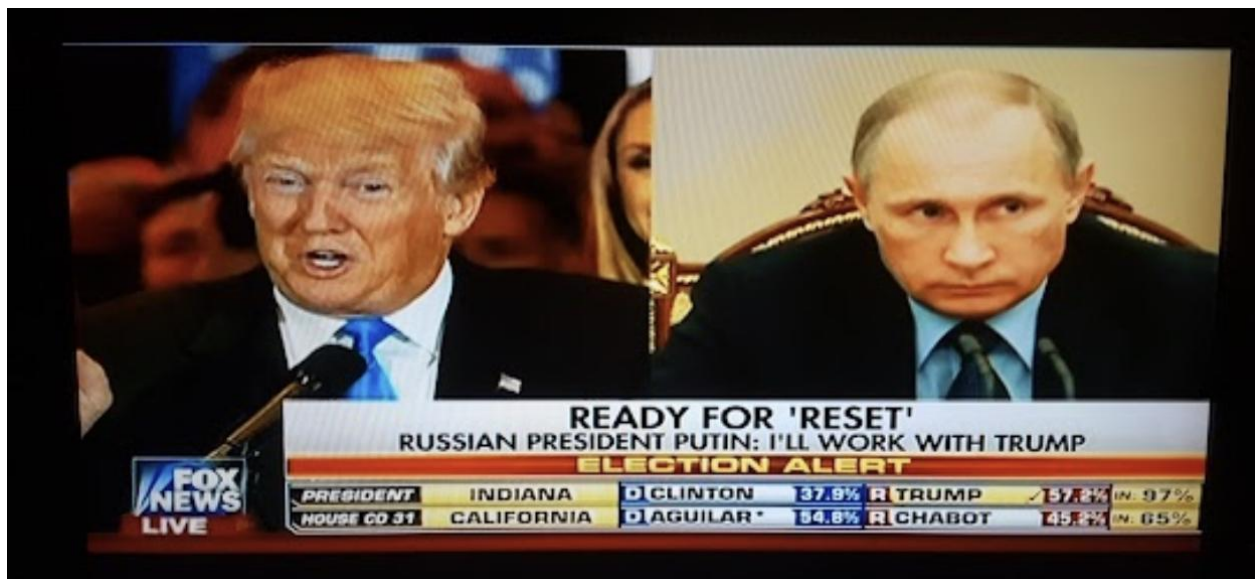 READY FOR 'RESET'
RUSSIAN PRESIDENT PUTIN: I'LL WORK WITH TRUMP
ELECTION ALERT
FOX
NEWS
LIVE
PRESIDENT INDIANA D CLINTON 37.9% R TRUMP ✓ 57.2% IN: 97%
HOUSE CD 31 CALIFORNIA D AGUILAR* 54.8% R CHABOT 45.2% IN: 65%